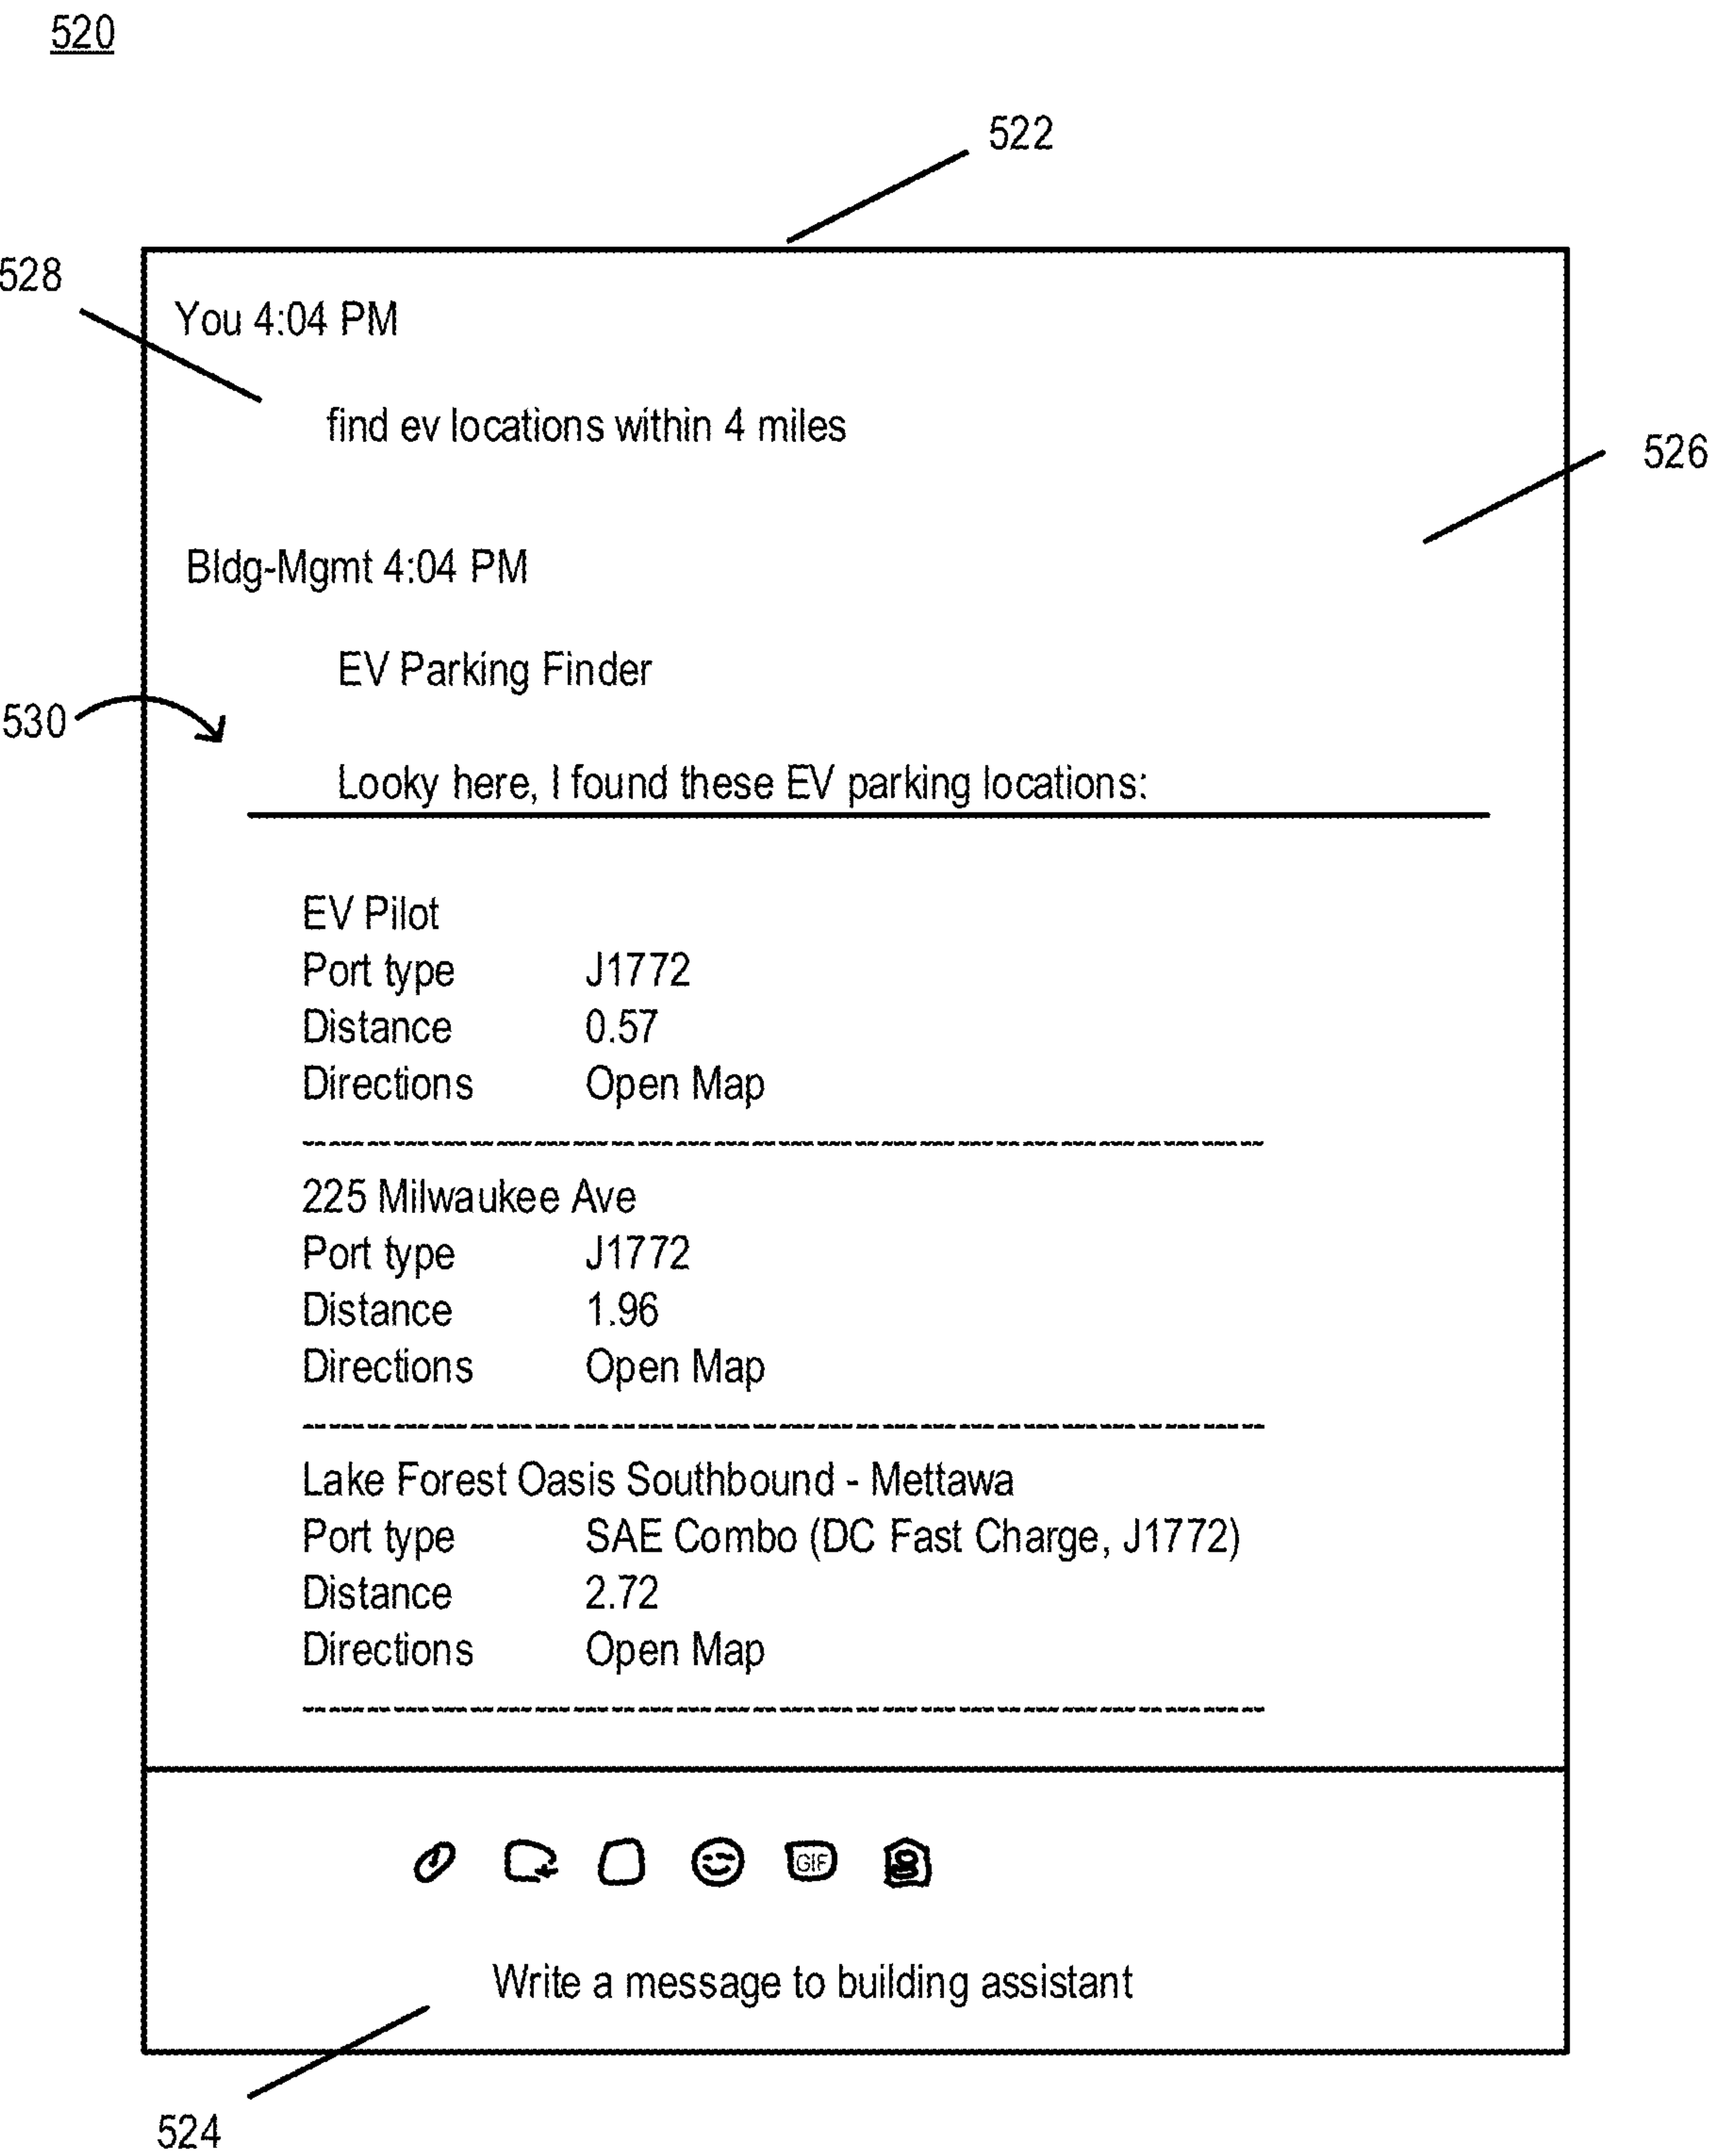 520
522
528
You 4:04 PM
find ev locations within 4 miles
526
Bldg-Mgmt 4:04 PM
EV Parking Finder
530
Looky here, I found these EV parking locations:
EV Pilot
Port type J1772
Distance 0.57
Directions Open Map
225 Milwaukee Ave
Port type J1772
Distance 1.96
Directions Open Map
Lake Forest Oasis Southbound - Mettawa
Port type SAE Combo (DC Fast Charge, J1772)
Distance 2.72
Directions Open Map
GIF
Write a message to building assistant
524